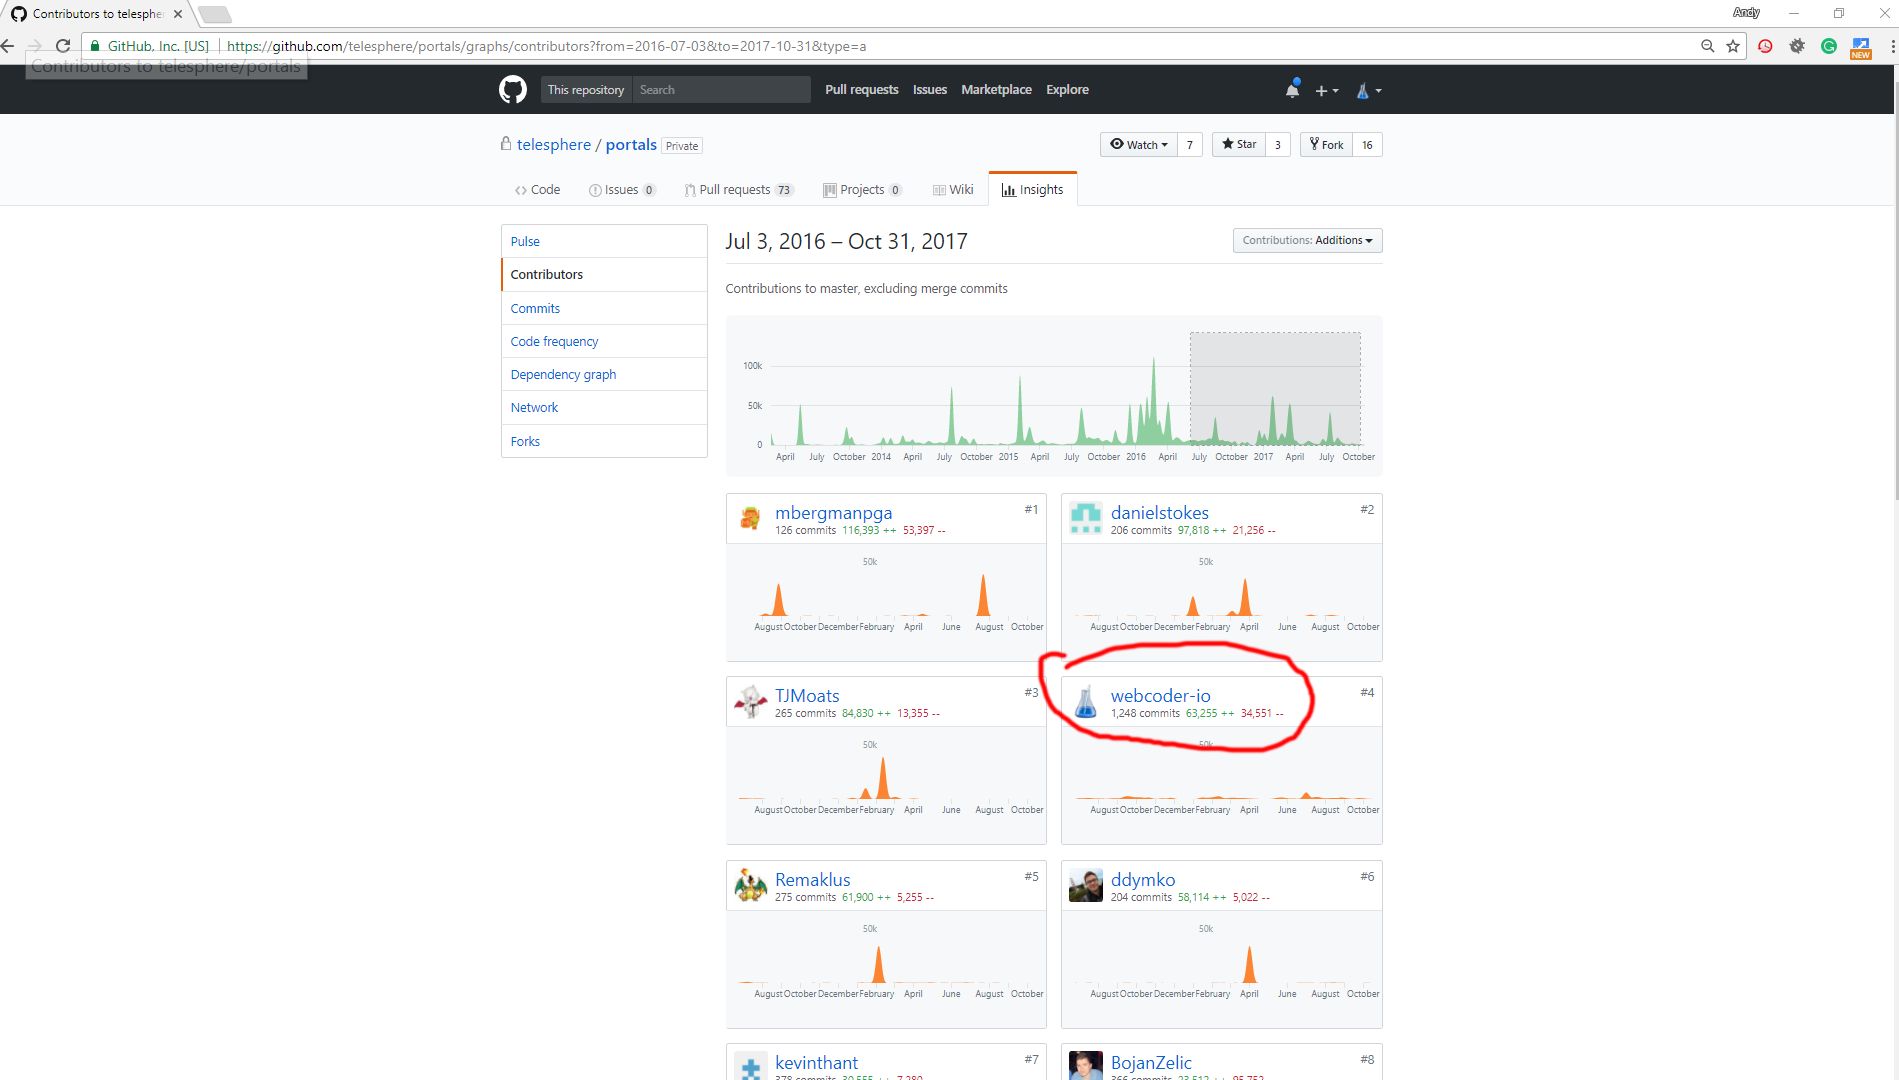 Contributors to telesphe
Andy
GitHub, Inc. [US] https://github.com/telesphere/portals/graphs/contributors?from=2016-07-03&to=2017-10-31&type=a
NEW
Contributors to telesphere/portals
This repository Search Pull requests Issues Marketplace Explore
telesphere / portals Private
Watch 7 Star 3 Fork 16
Code Issues 0 Pull requests 73 Projects 0 Wiki Insights
Pulse
Contributors
Commits
Code frequency
Dependency graph
Network
Forks
Jul 3, 2016 – Oct 31, 2017
Contributions: Additions
Contributions to master, excluding merge commits
100k
50k
0
April July October 2014 April July October 2015 April July October 2016 April July October 2017 April July October
mbergmanpga #1
126 commits 116,393 ++ 53,397 --
50k
August October December February April June August October
danielstokes #2
206 commits 97,818 ++ 21,256 --
50k
August October December February April June August October
TJMoats #3
265 commits 84,830 ++ 13,355 --
50k
August October December February April June August October
webcoder-io #4
1,248 commits 63,255 ++ 34,551 --
50k
August October December February April June August October
Remaklus #5
275 commits 61,900 ++ 5,255 --
50k
August October December February April June August October
ddymko #6
204 commits 58,114 ++ 5,022 --
50k
August October December February April June August October
kevinthant #7
BojanZelic #8